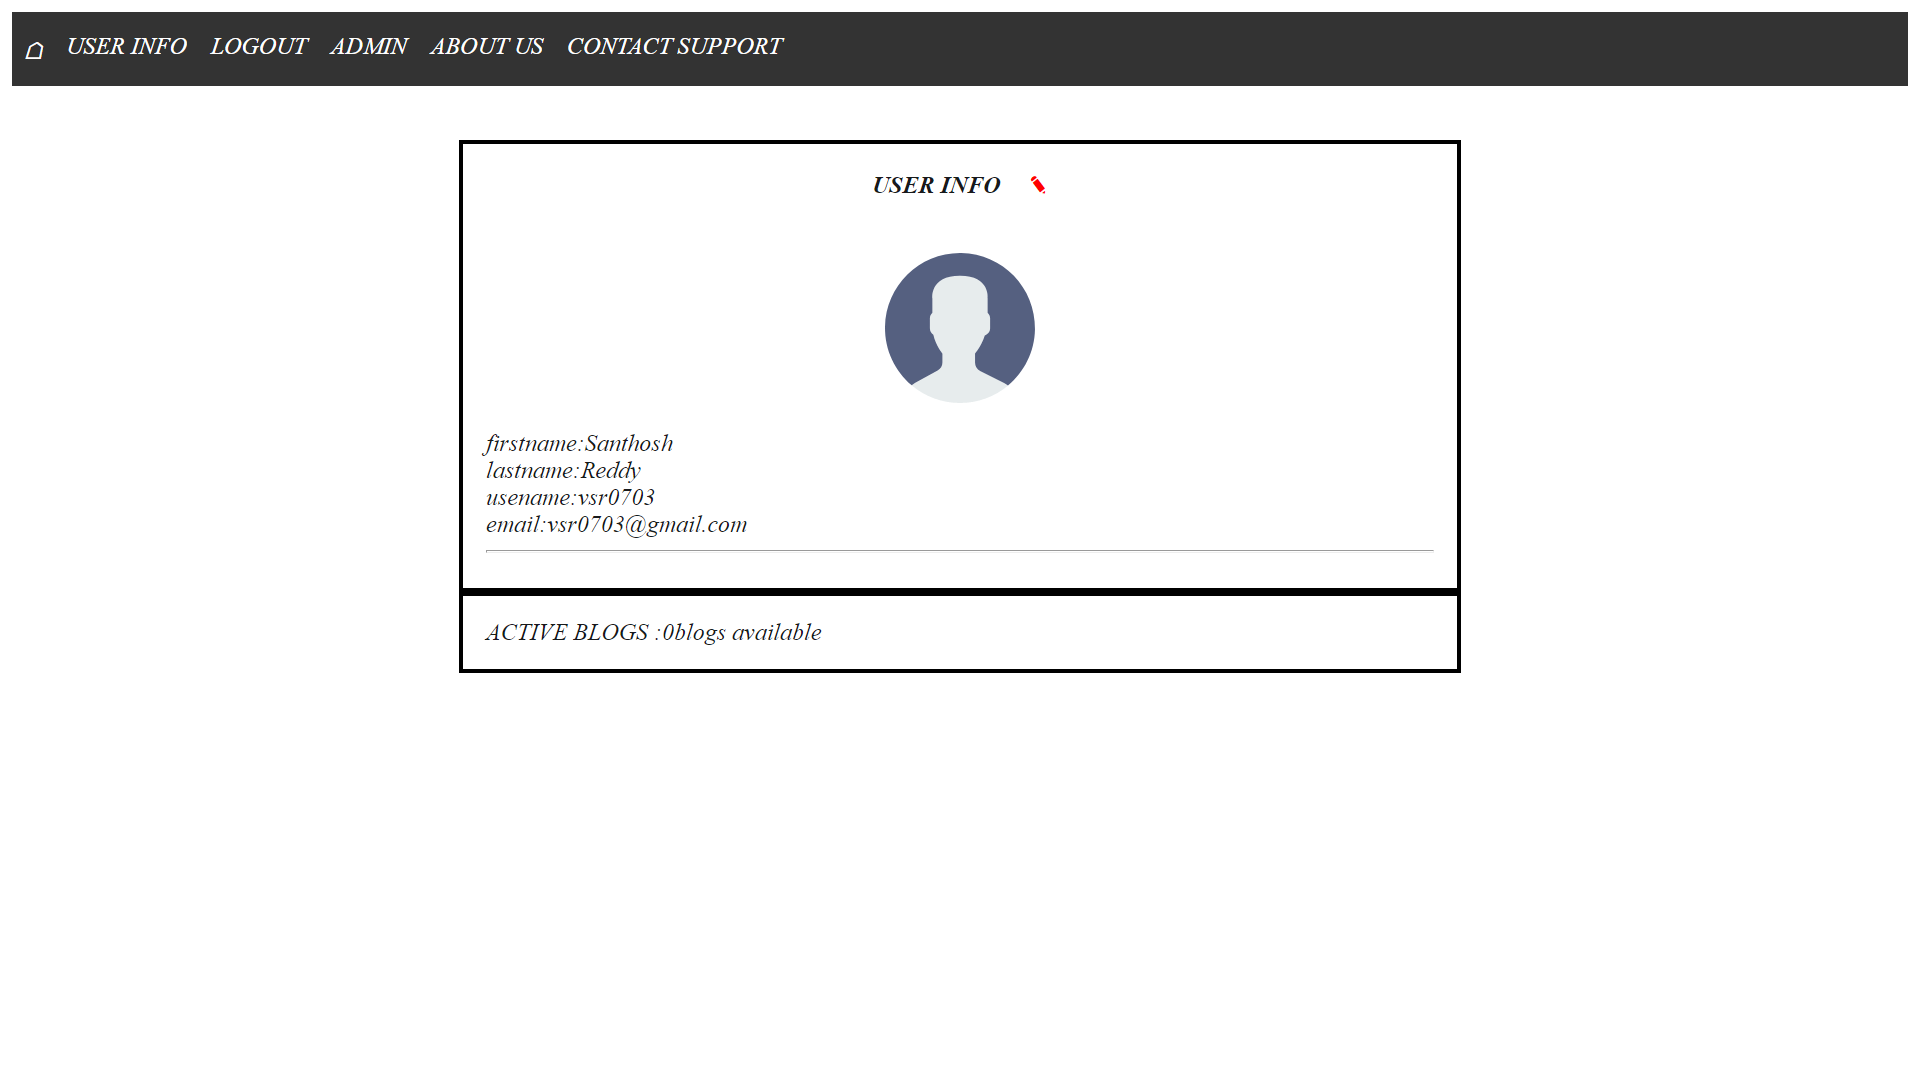 USER INFO LOGOUT ADMIN ABOUT US CONTACT SUPPORT
USER INFO
firstname:Santhosh
lastname:Reddy
usename:vsr0703
email:vsr0703@gmail.com
ACTIVE BLOGS :0blogs available